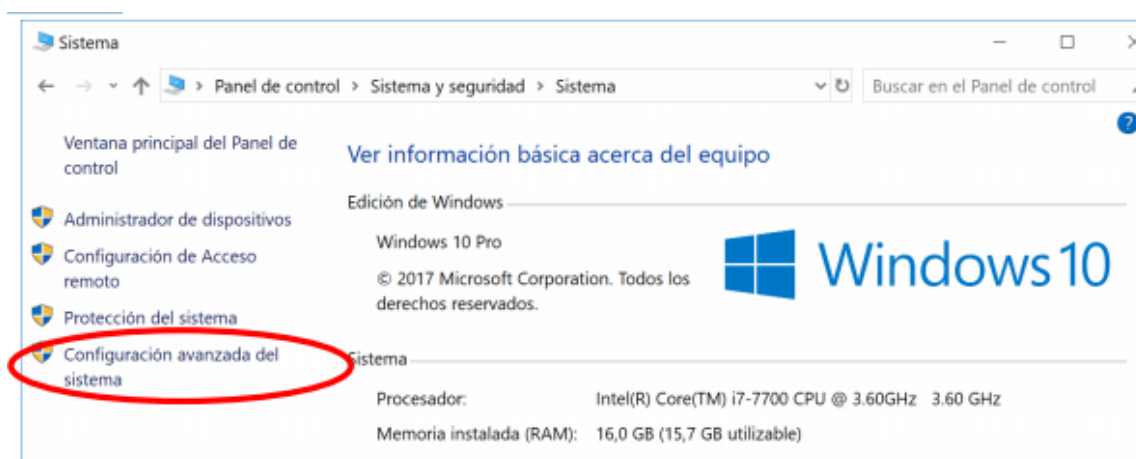 Sistema
Panel de control > Sistema y seguridad > Sistema
Buscar en el Panel de control
?
Ventana principal del Panel de
control
Administrador de dispositivos
Configuración de Acceso
remoto
Protección del sistema
Configuración avanzada del
sistema
Ver información básica acerca del equipo
Edición de Windows
Windows 10 Pro
© 2017 Microsoft Corporation. Todos los
derechos reservados.
Windows 10
Sistema
Procesador: Intel(R) Core(TM) i7-7700 CPU @ 3.60GHz 3.60 GHz
Memoria instalada (RAM): 16,0 GB (15,7 GB utilizable)